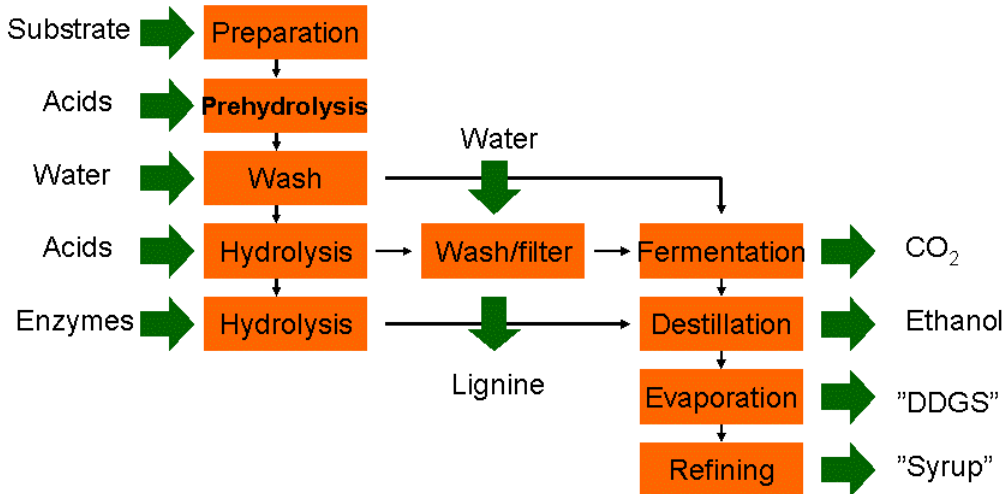 Substrate
Preparation
Acids
Prehydrolysis
Water
Water
Wash
Acids
Hydrolysis
Wash/filter
Fermentation
CO2
Enzymes
Hydrolysis
Destillation
Ethanol
Lignine
Evaporation
”DDGS”
Refining
”Syrup”